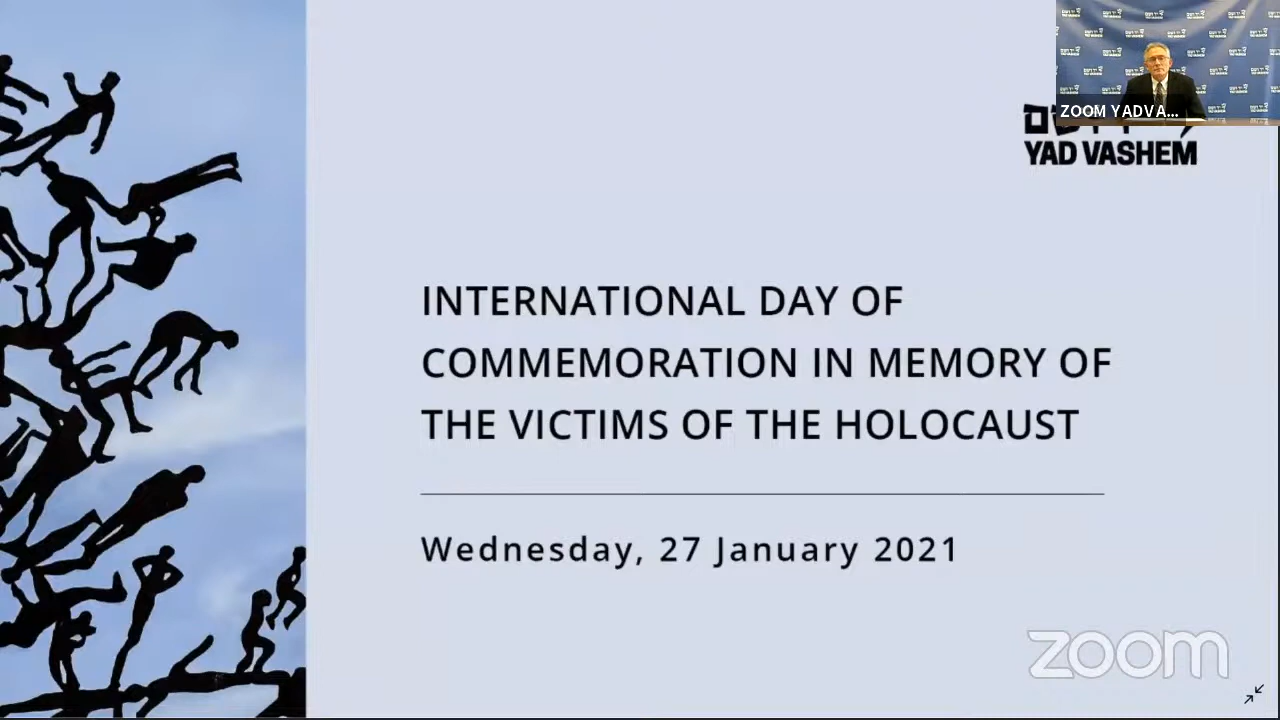 ZOOM YADVA...
YAD VASHEM
INTERNATIONAL DAY OF
COMMEMORATION IN MEMORY OF
THE VICTIMS OF THE HOLOCAUST
Wednesday, 27 January 2021
zoom